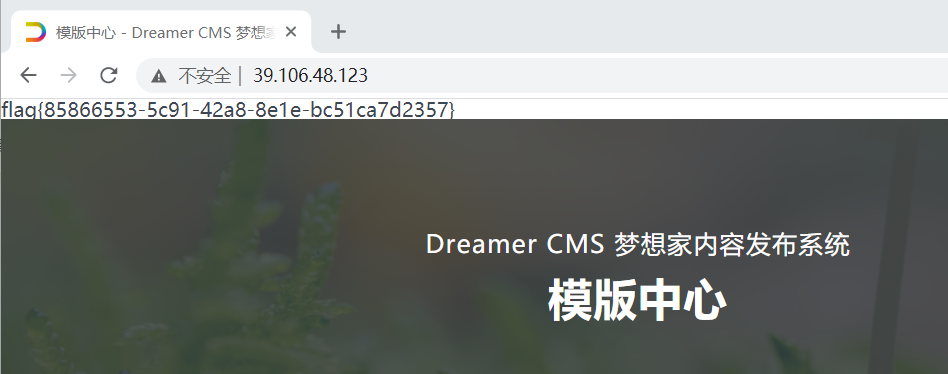 模版中心 - Dreamer CMS 梦想
不安全 | 39.106.48.123
flag{85866553-5c91-42a8-8e1e-bc51ca7d2357}
Dreamer CMS 梦想家内容发布系统
模版中心